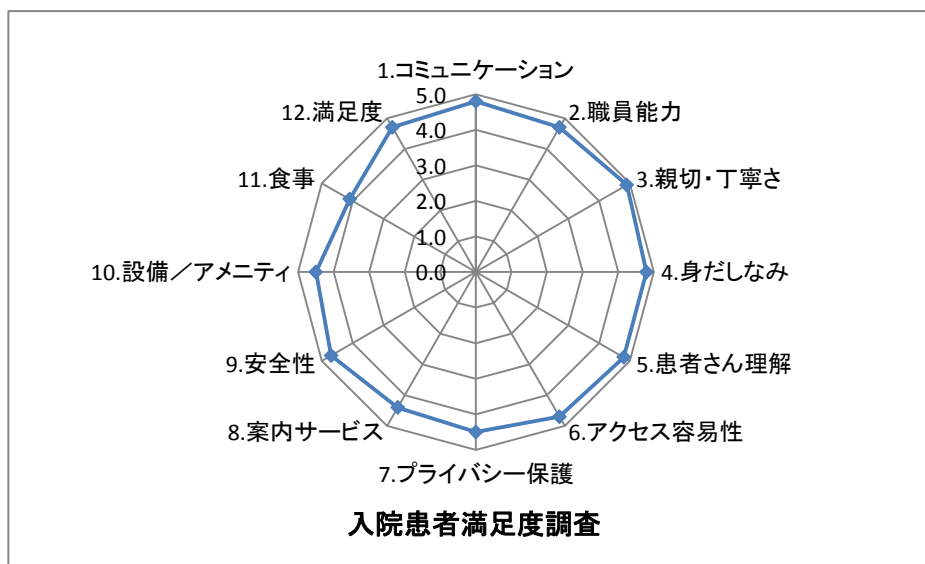 1.コミュニケーション
2.職員能力
3.親切・丁寧さ
4.身だしなみ
5.患者さん理解
6.アクセス容易性
7.プライバシー保護
8.案内サービス
9.安全性
10.設備／アメニティ
11.食事
12.満足度
5.0
4.0
3.0
2.0
1.0
0.0
入院患者満足度調査